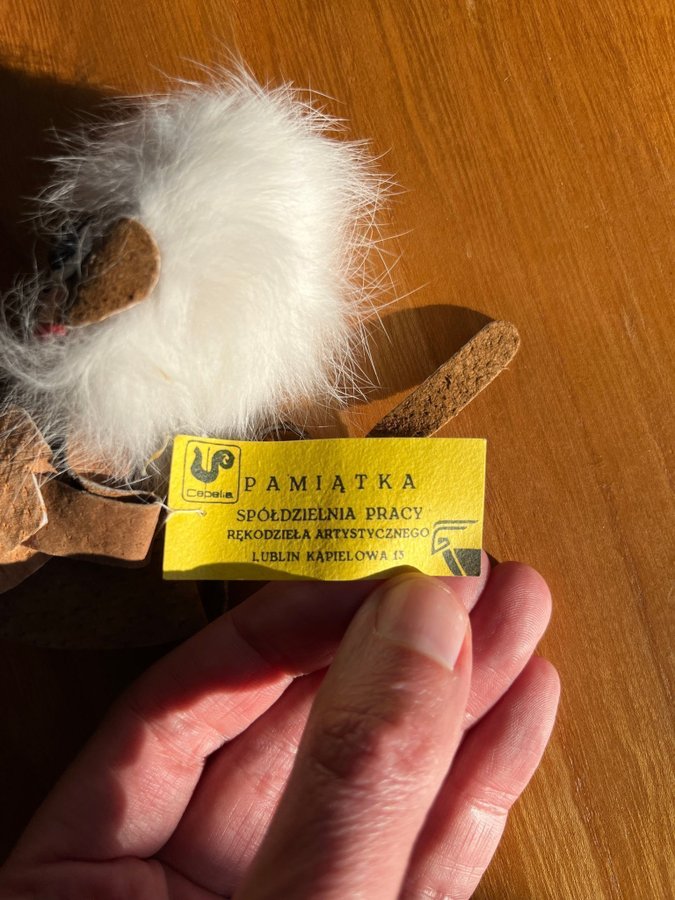 Cepelia
PAMIĄTKA
SPÓŁDZIELNIA PRACY
RĘKODZIEŁA ARTYSTYCZNEGO
LUBLIN KĄPIELOWA 13